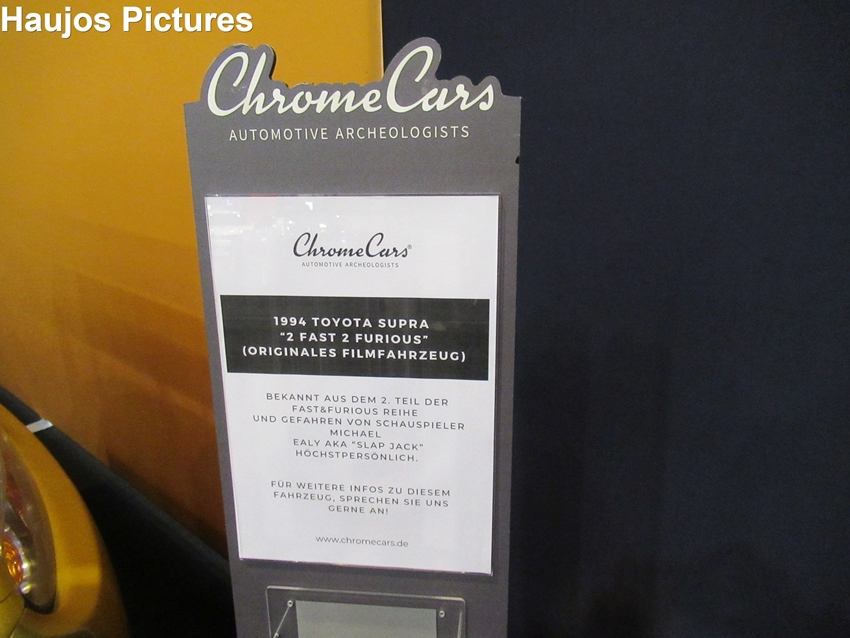 Haujos Pictures
ChromeCars
AUTOMOTIVE ARCHEOLOGISTS
ChromeCars®
AUTOMOTIVE ARCHEOLOGISTS
1994 TOYOTA SUPRA
"2 FAST 2 FURIOUS"
(ORIGINALES FILMFAHRZEUG)
BEKANNT AUS DEM 2. TEIL DER
FAST&FURIOUS REIHE
UND GEFAHREN VON SCHAUSPIELER
MICHAEL
EALY AKA "SLAP JACK"
HÖCHSTPERSÖNLICH.
FÜR WEITERE INFOS ZU DIESEM
FAHRZEUG, SPRECHEN SIE UNS
GERNE AN!
www.chromecars.de